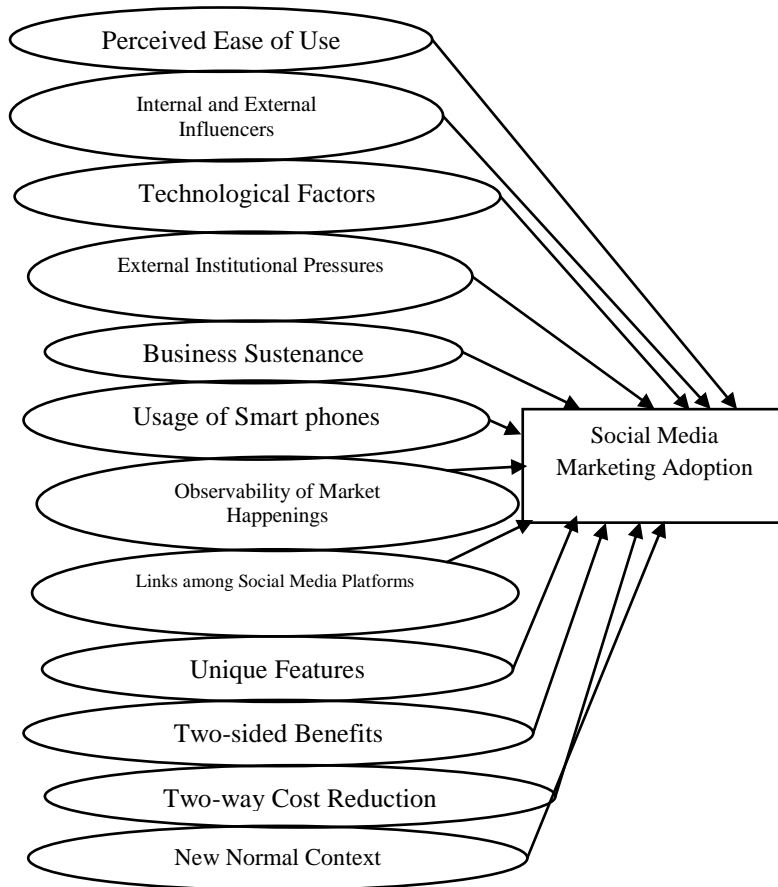 Perceived Ease of Use
Internal and External
Influencers
Technological Factors
External Institutional Pressures
Business Sustenance
Usage of Smart phones
Observability of Market
Happenings
Links among Social Media Platforms
Unique Features
Two-sided Benefits
Two-way Cost Reduction
New Normal Context
Social Media
Marketing Adoption